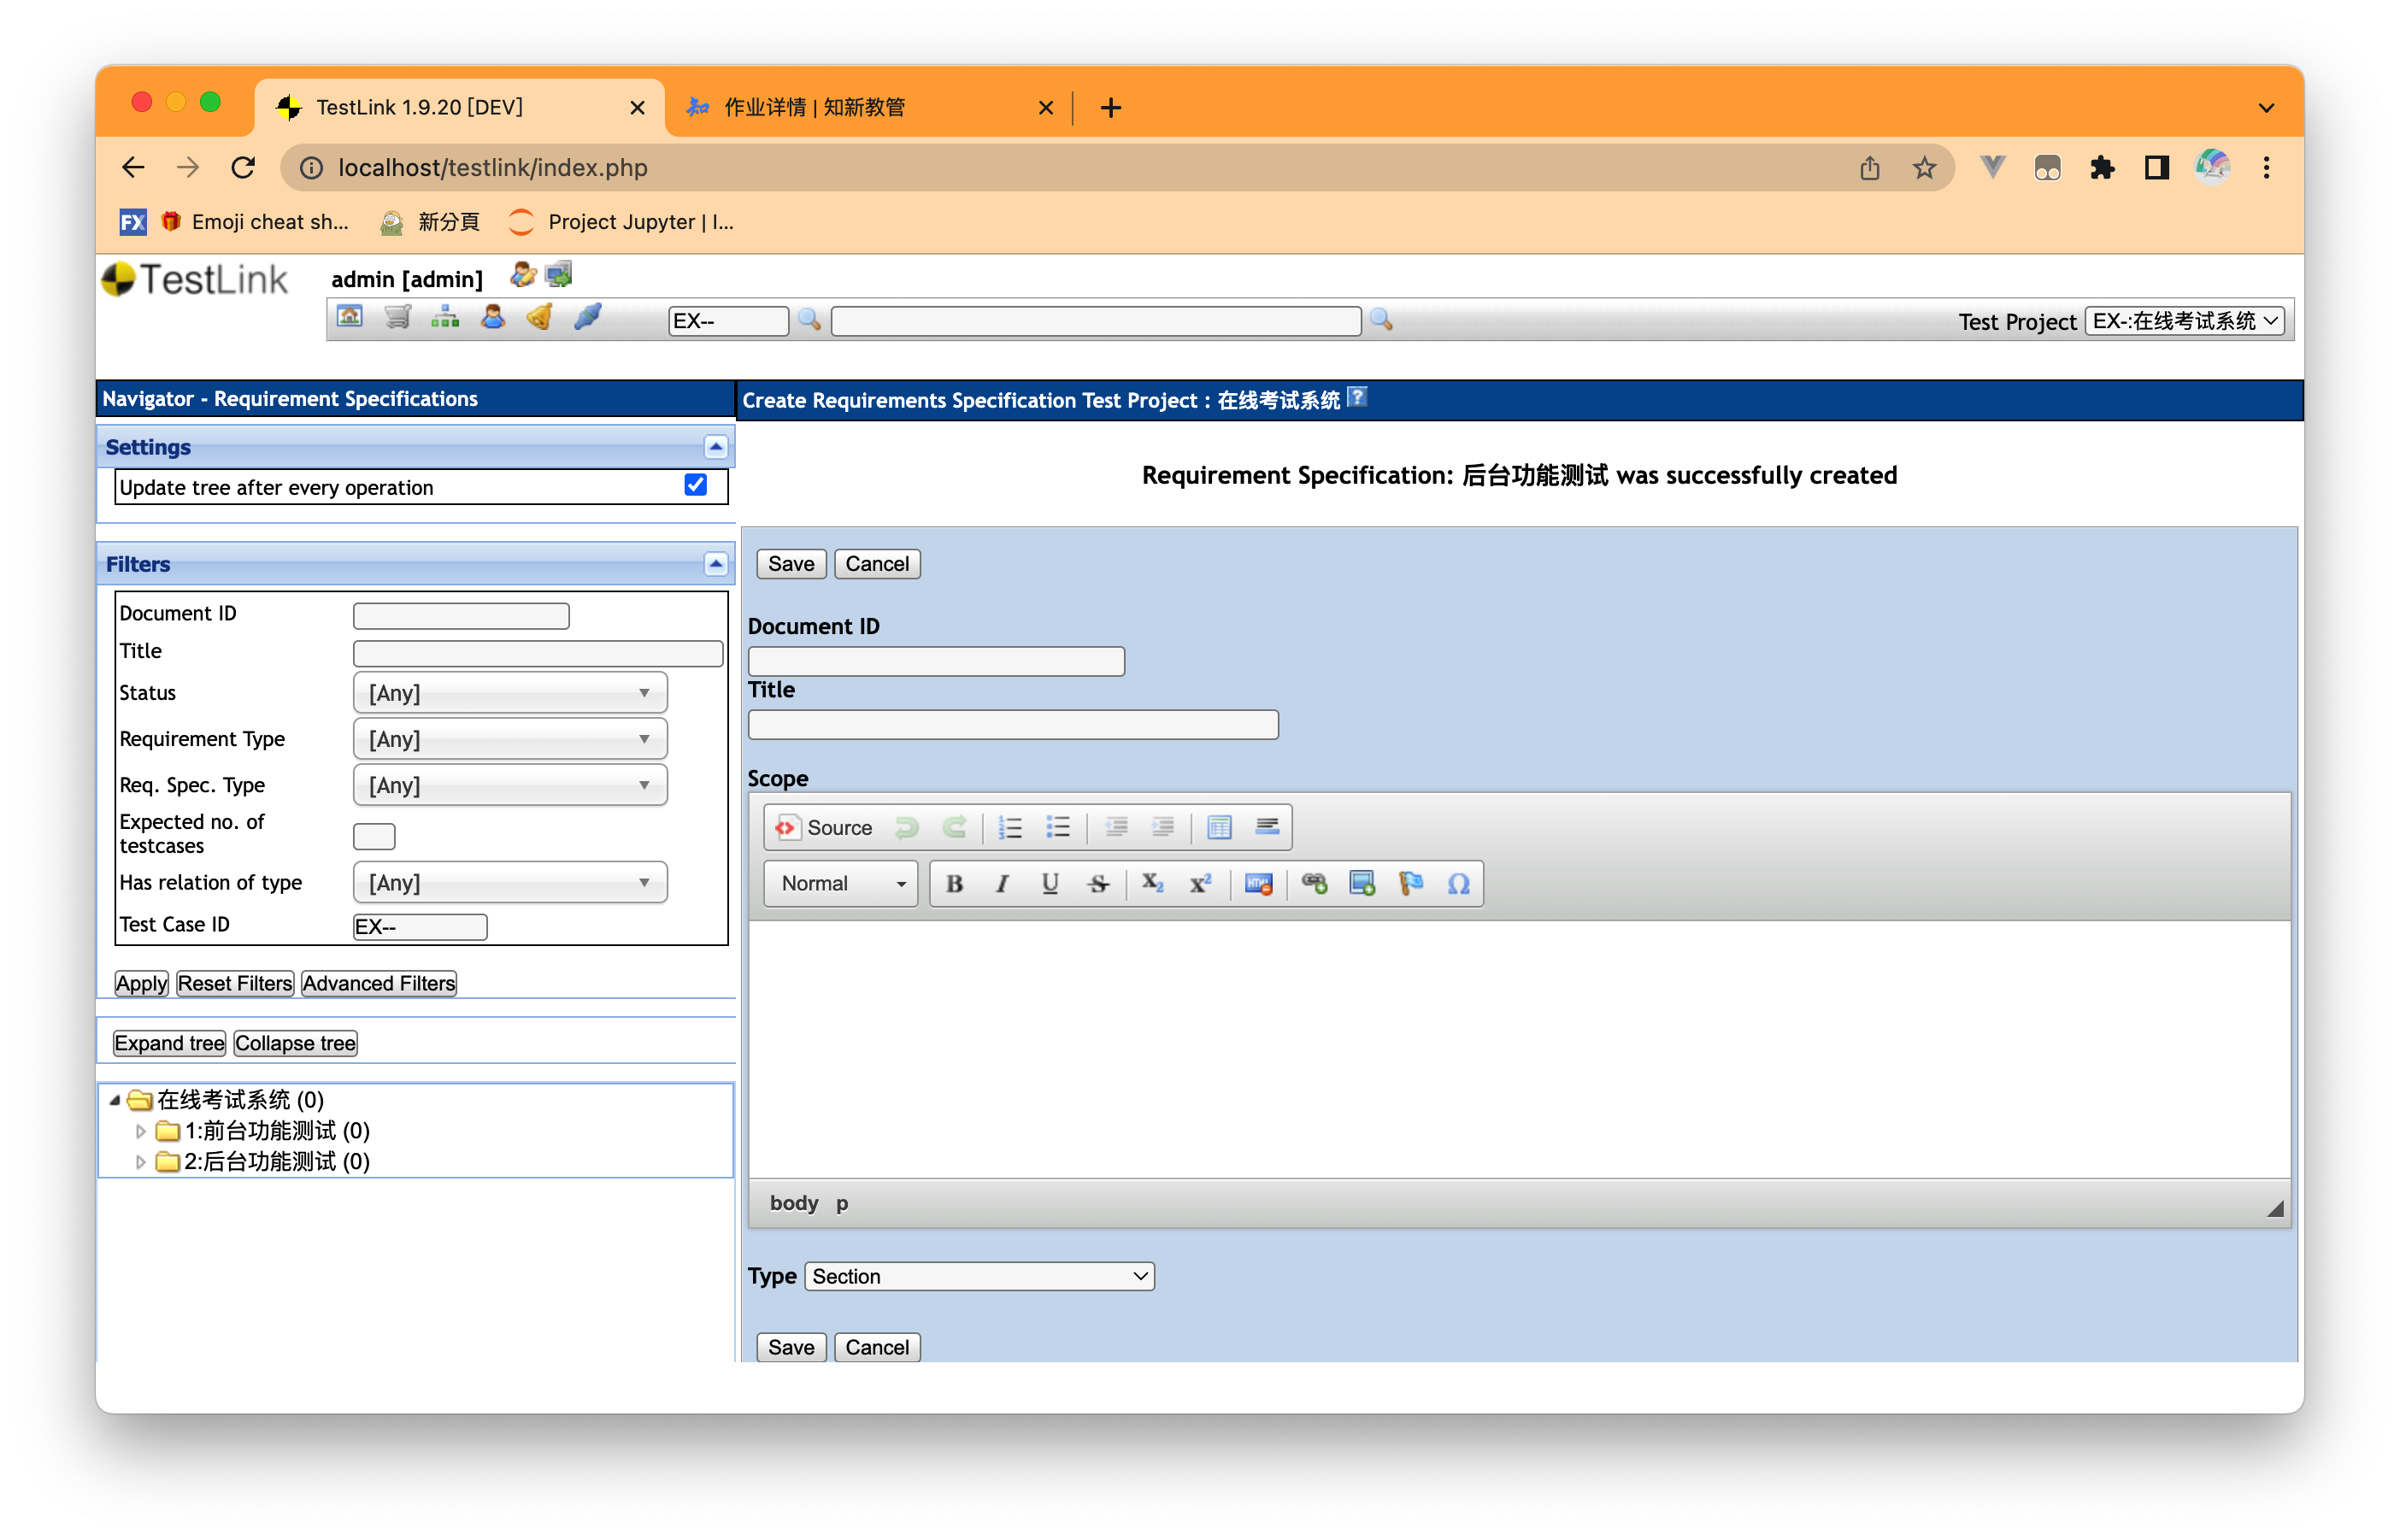 TestLink 1.9.20 [DEV]
作业详情 | 知新教管
localhost/testlink/index.php
FX
Emoji cheat sh...
新分頁
Project Jupyter | I...
TestLink
admin [admin]
EX--
Test Project
EX-:在线考试系统
Navigator - Requirement Specifications
Settings
Update tree after every operation
Filters
Document ID
Title
Status [Any]
Requirement Type [Any]
Req. Spec. Type [Any]
Expected no. of
testcases
Has relation of type [Any]
Test Case ID EX--
Apply Reset Filters Advanced Filters
Expand tree Collapse tree
在线考试系统 (0)
1:前台功能测试 (0)
2:后台功能测试 (0)
Create Requirements Specification Test Project : 在线考试系统 ?
Requirement Specification: 后台功能测试 was successfully created
Save Cancel
Document ID
Title
Scope
Source
Normal B I U S X₂ x² HTML Ω
body p
Type Section
Save Cancel